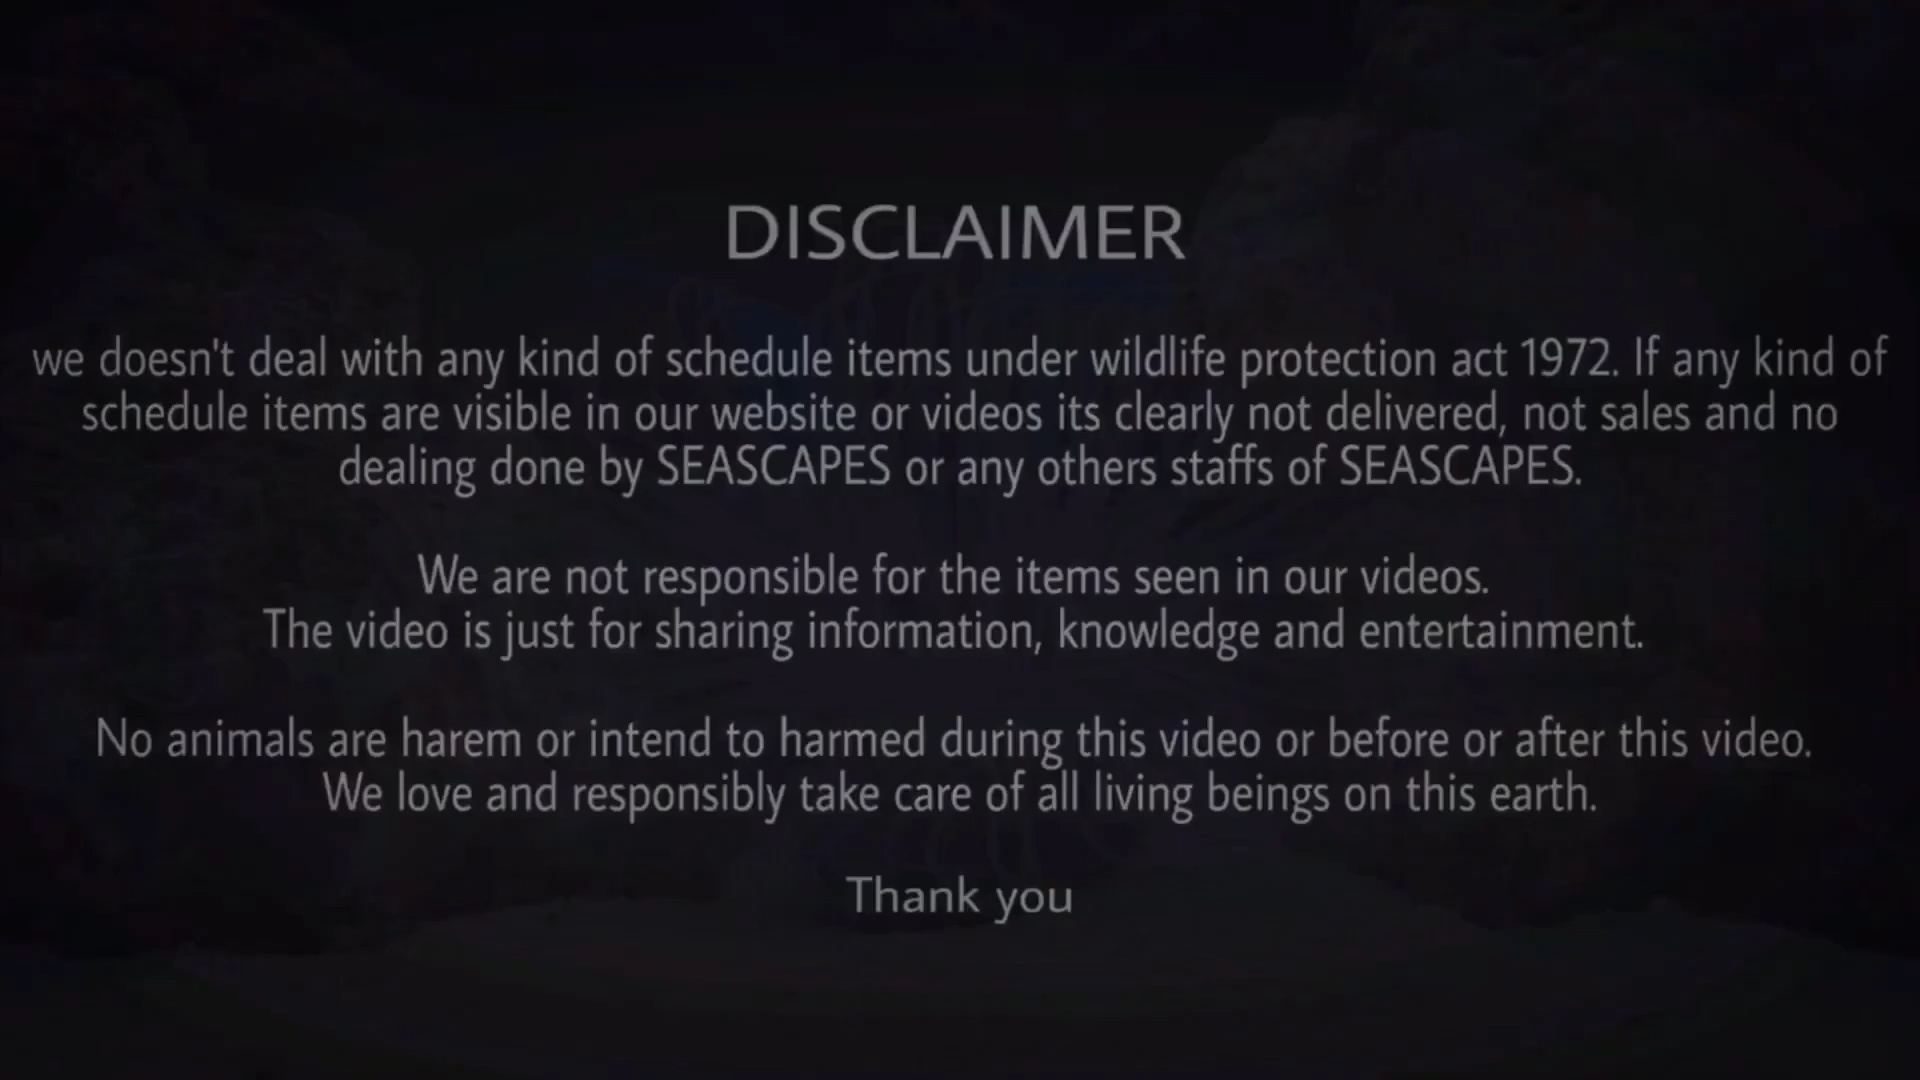 DISCLAIMER
we doesn't deal with any kind of schedule items under wildlife protection act 1972. If any kind of
schedule items are visible in our website or videos its clearly not delivered, not sales and no
dealing done by SEASCAPES or any others staffs of SEASCAPES.
We are not responsible for the items seen in our videos.
The video is just for sharing information, knowledge and entertainment.
No animals are harem or intend to harmed during this video or before or after this video.
We love and responsibly take care of all living beings on this earth.
Thank you